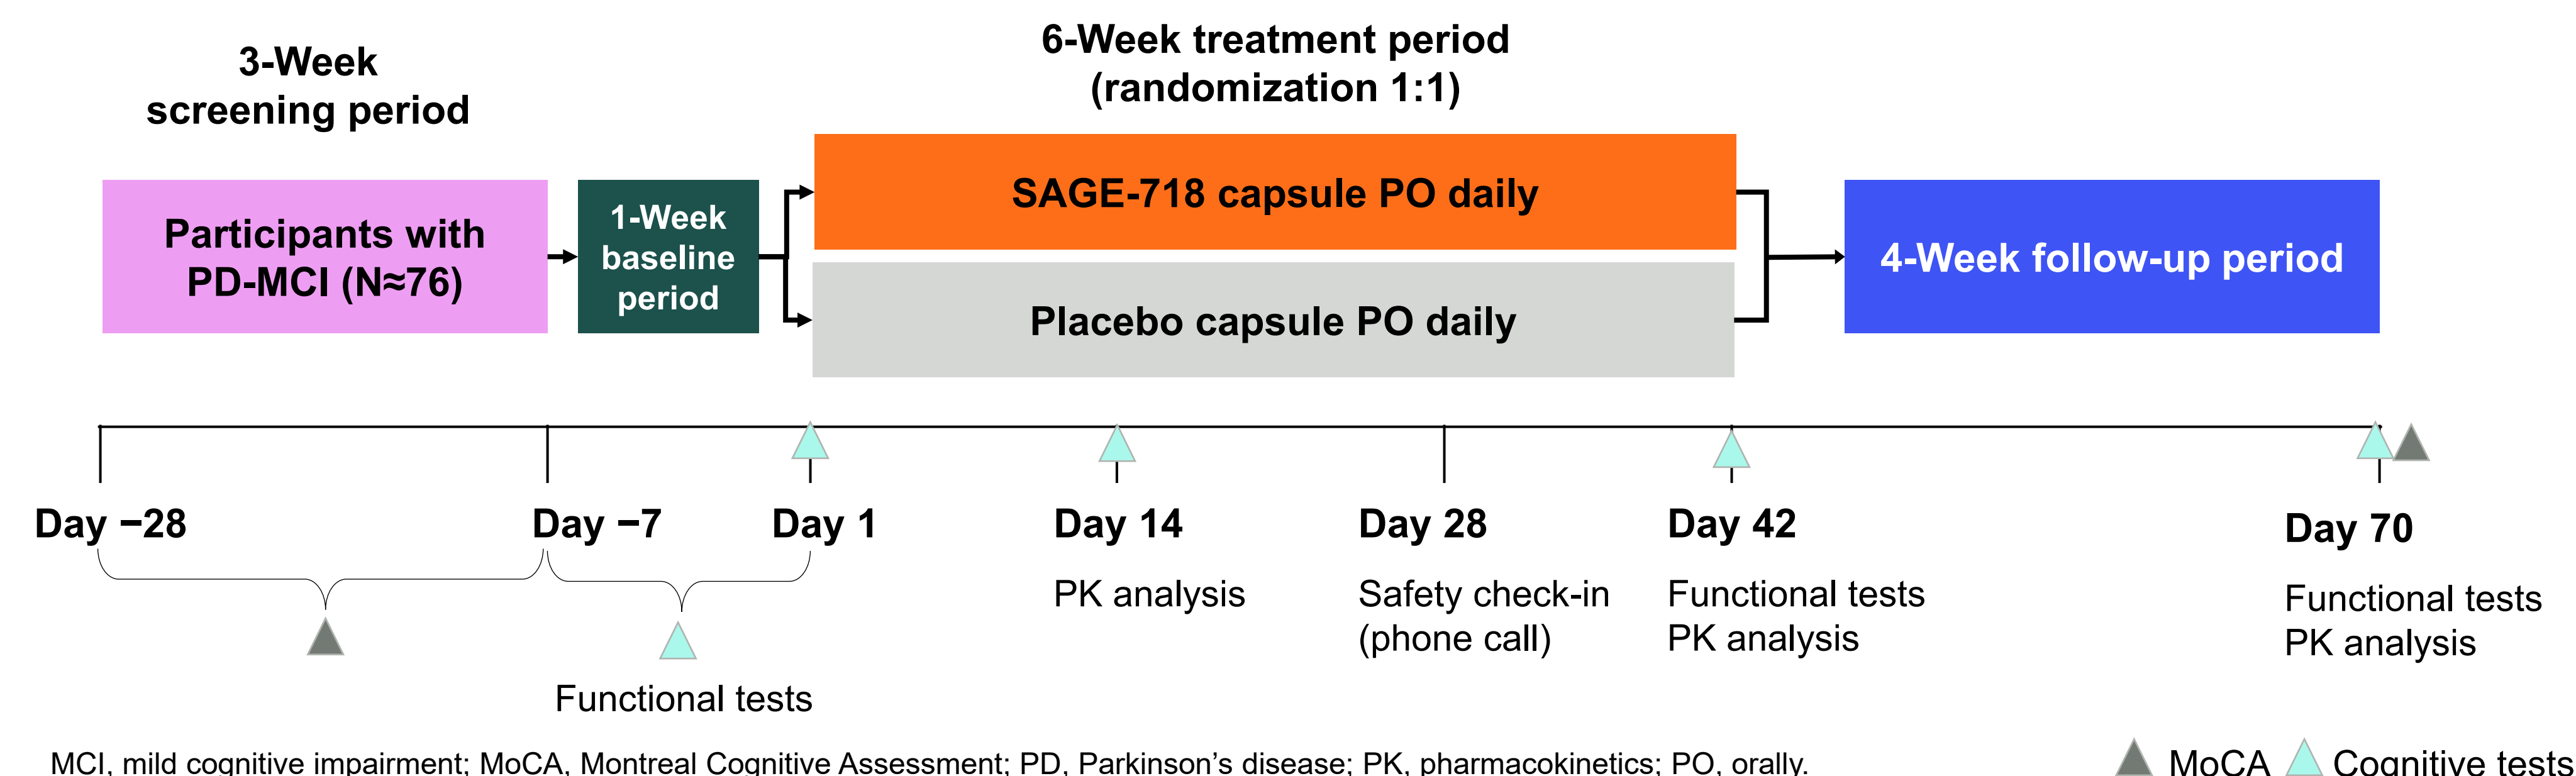 3-Week
screening period
6-Week treatment period
(randomization 1:1)
Participants with
PD-MCI (N≈76)
1-Week
baseline
period
SAGE-718 capsule PO daily
Placebo capsule PO daily
4-Week follow-up period
Day −28
Day −7
Day 1
Day 14
Day 28
Day 42
Day 70
PK analysis
Safety check-in
(phone call)
Functional tests
PK analysis
Functional tests
PK analysis
Functional tests
MCI, mild cognitive impairment; MoCA, Montreal Cognitive Assessment; PD, Parkinson’s disease; PK, pharmacokinetics; PO, orally.
MoCA
Cognitive tests